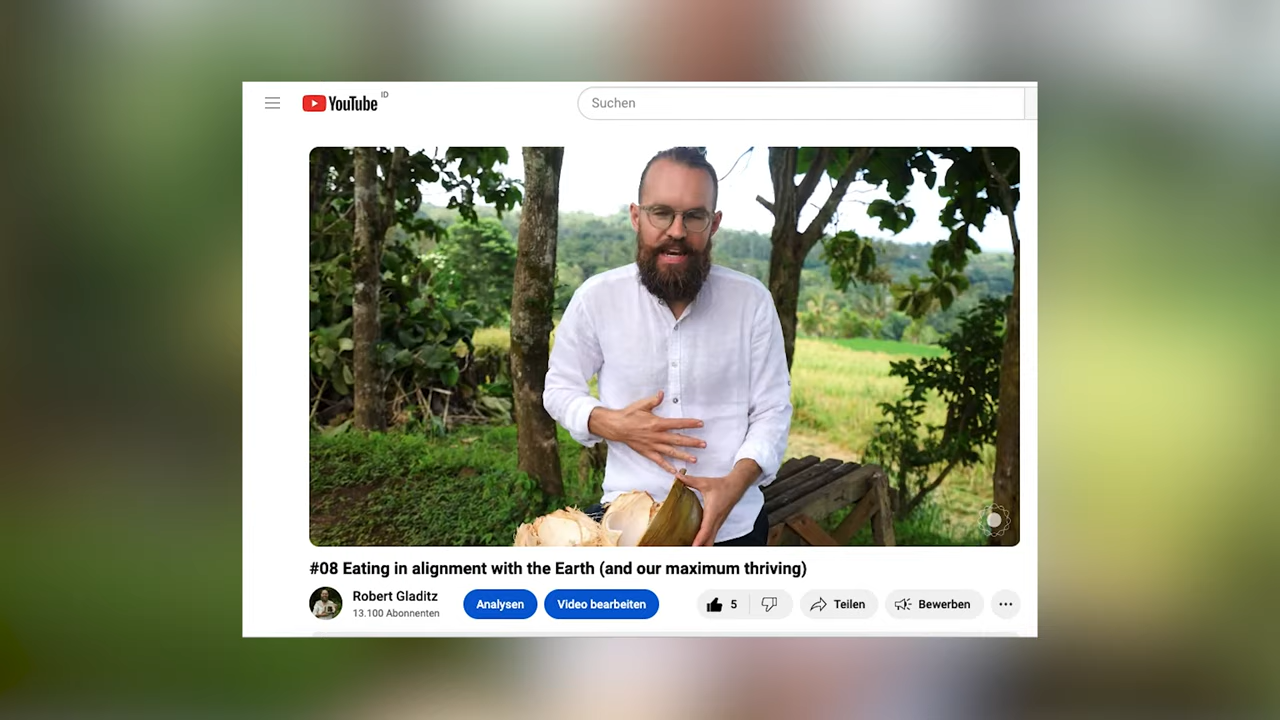 YouTube ID
Suchen
#08 Eating in alignment with the Earth (and our maximum thriving)
Robert Gladitz
13.100 Abonnenten
Analysen
Video bearbeiten
5
Teilen
Bewerben